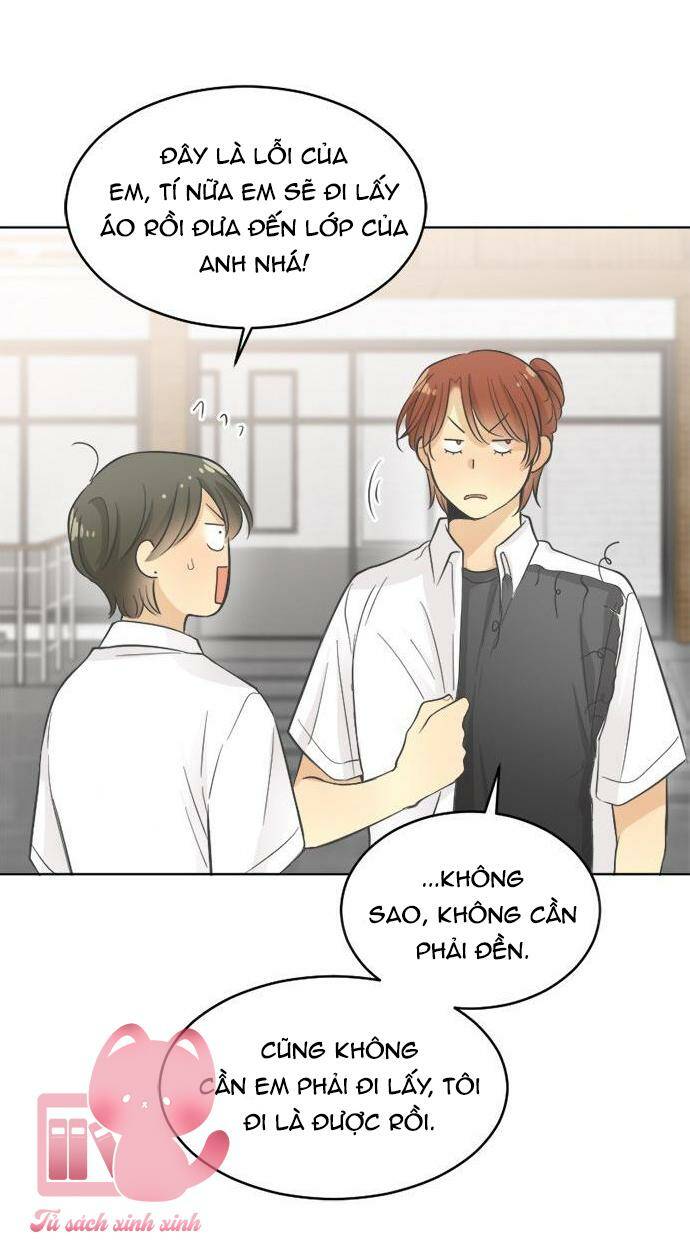 ĐÂY LÀ LỖI CỦA
EM, TÍ NỮA EM SẼ ĐI LẤY
ÁO RỒI ĐƯA ĐẾN LỚP CỦA
ANH NHÁ!
...KHÔNG
SAO, KHÔNG CẦN
PHẢI ĐỀN.
CŨNG KHÔNG
CẦN EM PHẢI ĐI LẤY, TÔI
ĐI LÀ ĐƯỢC RỒI.
Tủ sách xinh xinh